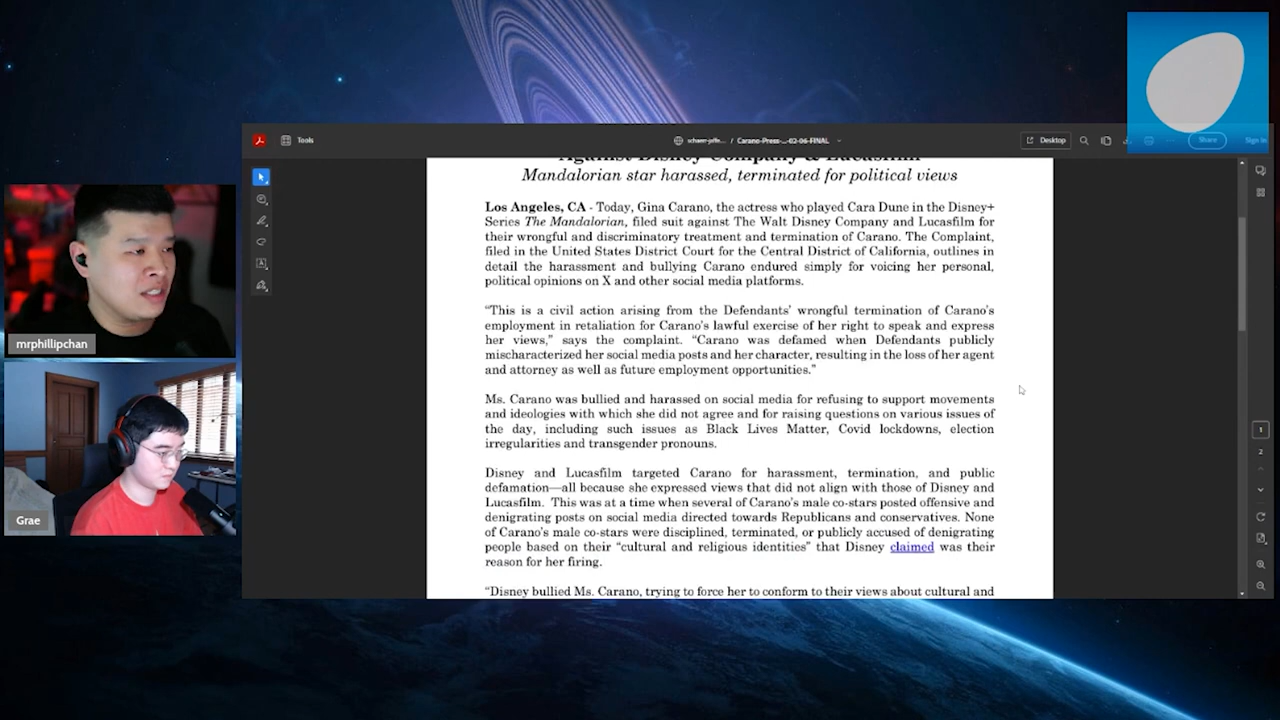 Tools
/ Carano-Press-...-02-06-FINAL
Desktop
Share
Sign in
Against Disney Company & Lucasfilm
Mandalorian star harassed, terminated for political views
Los Angeles, CA - Today, Gina Carano, the actress who played Cara Dune in the Disney+
Series The Mandalorian, filed suit against The Walt Disney Company and Lucasfilm for
their wrongful and discriminatory treatment and termination of Carano. The Complaint,
filed in the United States District Court for the Central District of California, outlines in
detail the harassment and bullying Carano endured simply for voicing her personal,
political opinions on X and other social media platforms.
“This is a civil action arising from the Defendants’ wrongful termination of Carano’s
employment in retaliation for Carano’s lawful exercise of her right to speak and express
her views,” says the complaint. “Carano was defamed when Defendants publicly
mischaracterized her social media posts and her character, resulting in the loss of her agent
and attorney as well as future employment opportunities.”
Ms. Carano was bullied and harassed on social media for refusing to support movements
and ideologies with which she did not agree and for raising questions on various issues of
the day, including such issues as Black Lives Matter, Covid lockdowns, election
irregularities and transgender pronouns.
Disney and Lucasfilm targeted Carano for harassment, termination, and public
defamation—all because she expressed views that did not align with those of Disney and
Lucasfilm. This was at a time when several of Carano’s male co-stars posted offensive and
denigrating posts on social media directed towards Republicans and conservatives. None
of Carano’s male co-stars were disciplined, terminated, or publicly accused of denigrating
people based on their “cultural and religious identities” that Disney claimed was their
reason for her firing.
“Disney bullied Ms. Carano, trying to force her to conform to their views about cultural and
1
2
mrphillipchan
Grae